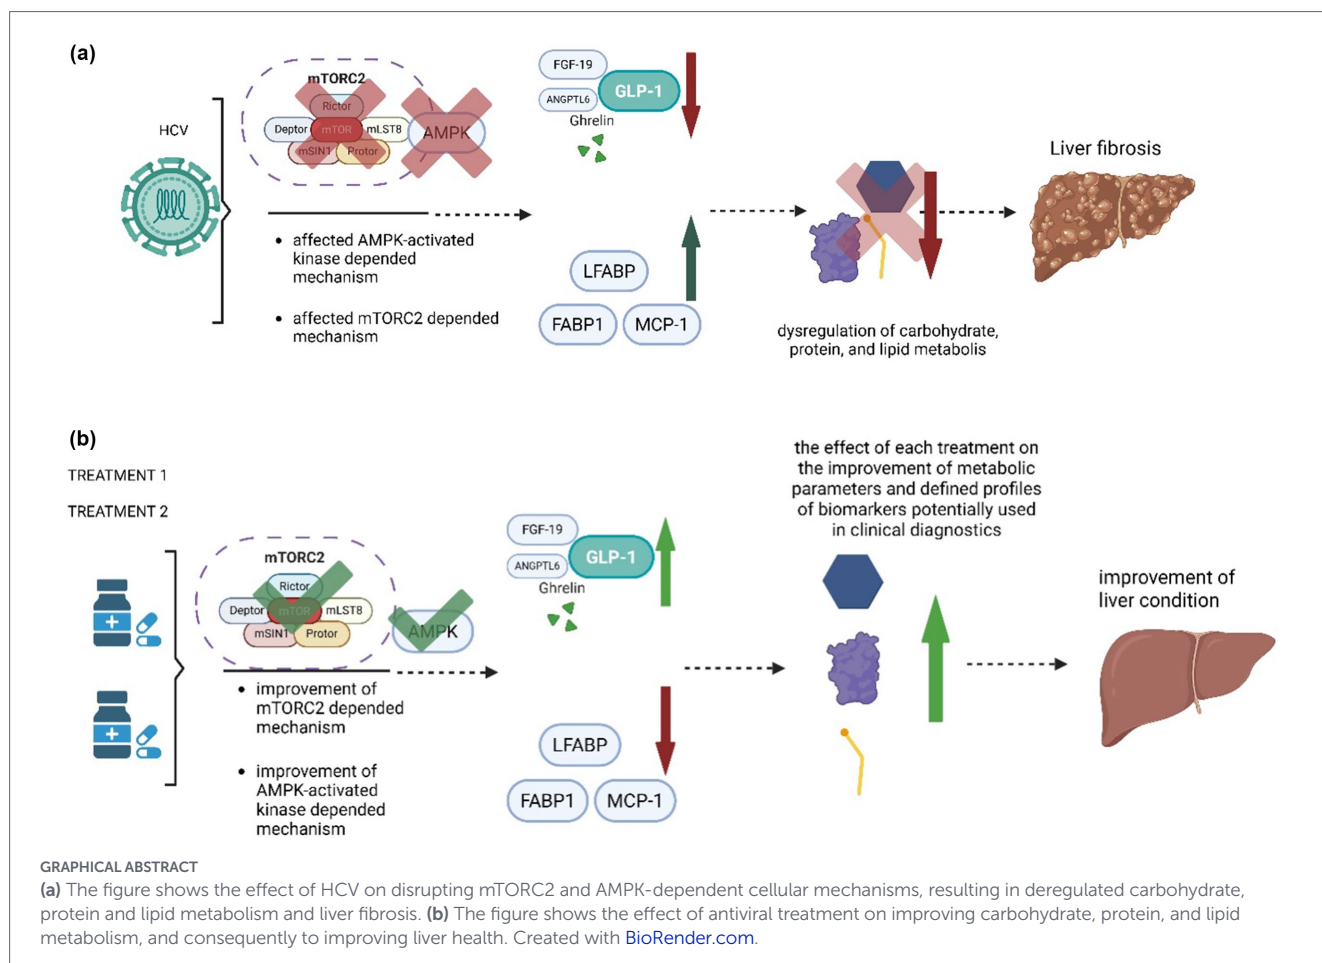 (a)
HCV
mTORC2
Rictor
Deptor
mTOR
mLST8
mSIN1
Protor
AMPK
affected AMPK-activated
kinase depended
mechanism
affected mTORC2 depended
mechanism
FGF-19
ANGPTL6
GLP-1
Ghrelin
LFABP
FABP1
MCP-1
dysregulation of carbohydrate,
protein, and lipid metabolis
Liver fibrosis
(b)
TREATMENT 1
TREATMENT 2
mTORC2
Rictor
Deptor
mTOR
mLST8
mSIN1
Protor
AMPK
improvement of
mTORC2 depended
mechanism
improvement of
AMPK-activated
kinase depended
mechanism
FGF-19
ANGPTL6
GLP-1
Ghrelin
LFABP
FABP1
MCP-1
the effect of each treatment on
the improvement of metabolic
parameters and defined profiles
of biomarkers potentially used
in clinical diagnostics
improvement of
liver condition
GRAPHICAL ABSTRACT
(a) The figure shows the effect of HCV on disrupting mTORC2 and AMPK-dependent cellular mechanisms, resulting in deregulated carbohydrate,
protein and lipid metabolism and liver fibrosis. (b) The figure shows the effect of antiviral treatment on improving carbohydrate, protein, and lipid
metabolism, and consequently to improving liver health. Created with BioRender.com.